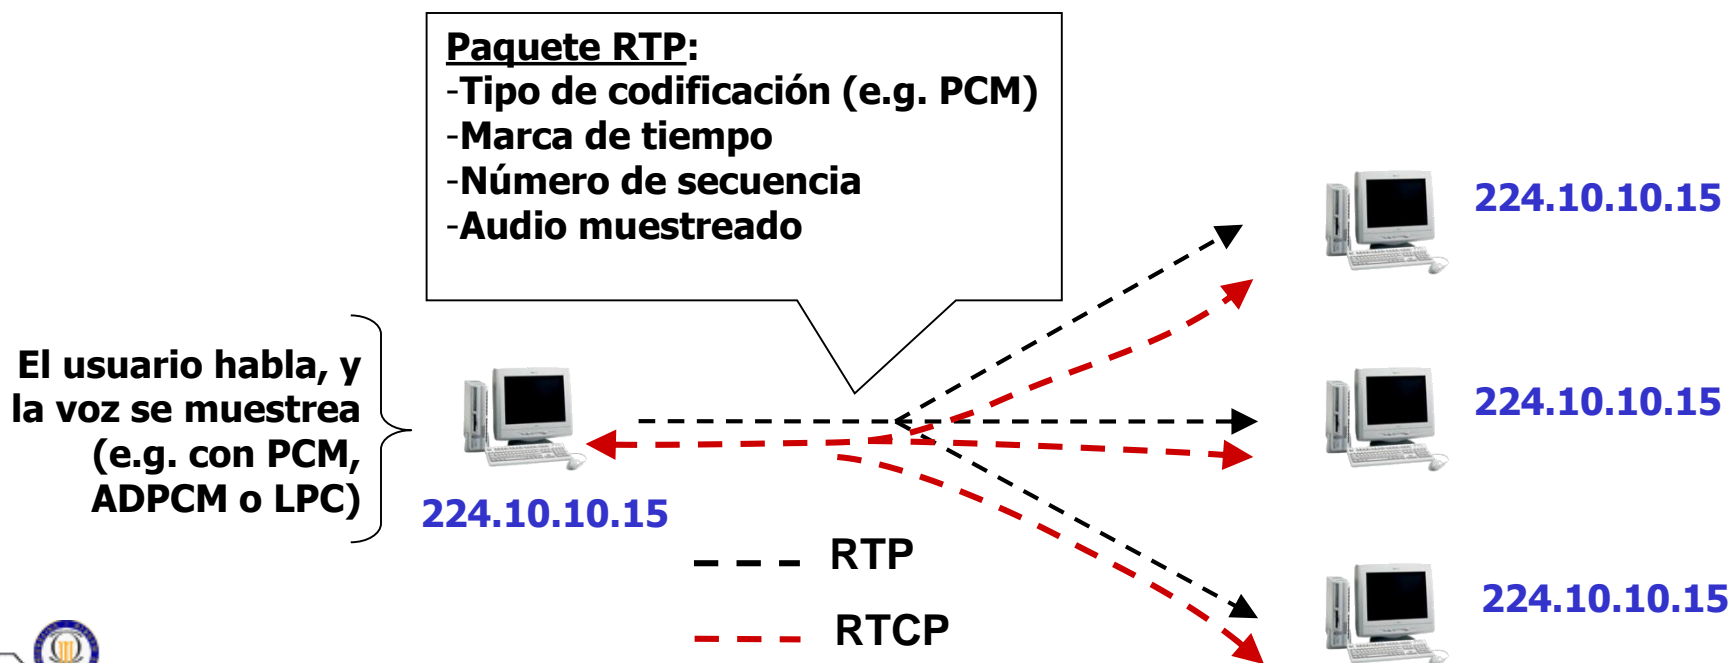 Paquete RTP:
-Tipo de codificación (e.g. PCM)
-Marca de tiempo
-Número de secuencia
-Audio muestreado
224.10.10.15
El usuario habla, y
la voz se muestrea
(e.g. con PCM,
ADPCM o LPC)
224.10.10.15
224.10.10.15
224.10.10.15
RTP
RTCP